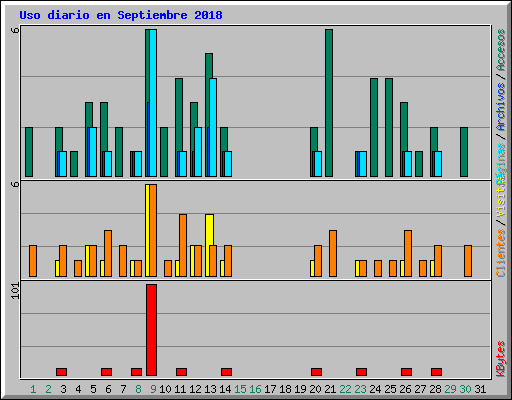 Uso diario en Septiembre 2018
6
6
101
Accesos
/
Archivos
/
Páginas
Visitas
/
Clientes
KBytes
1 2 3 4 5 6 7 8 9 10 11 12 13 14 15 16 17 18 19 20 21 22 23 24 25 26 27 28 29 30 31